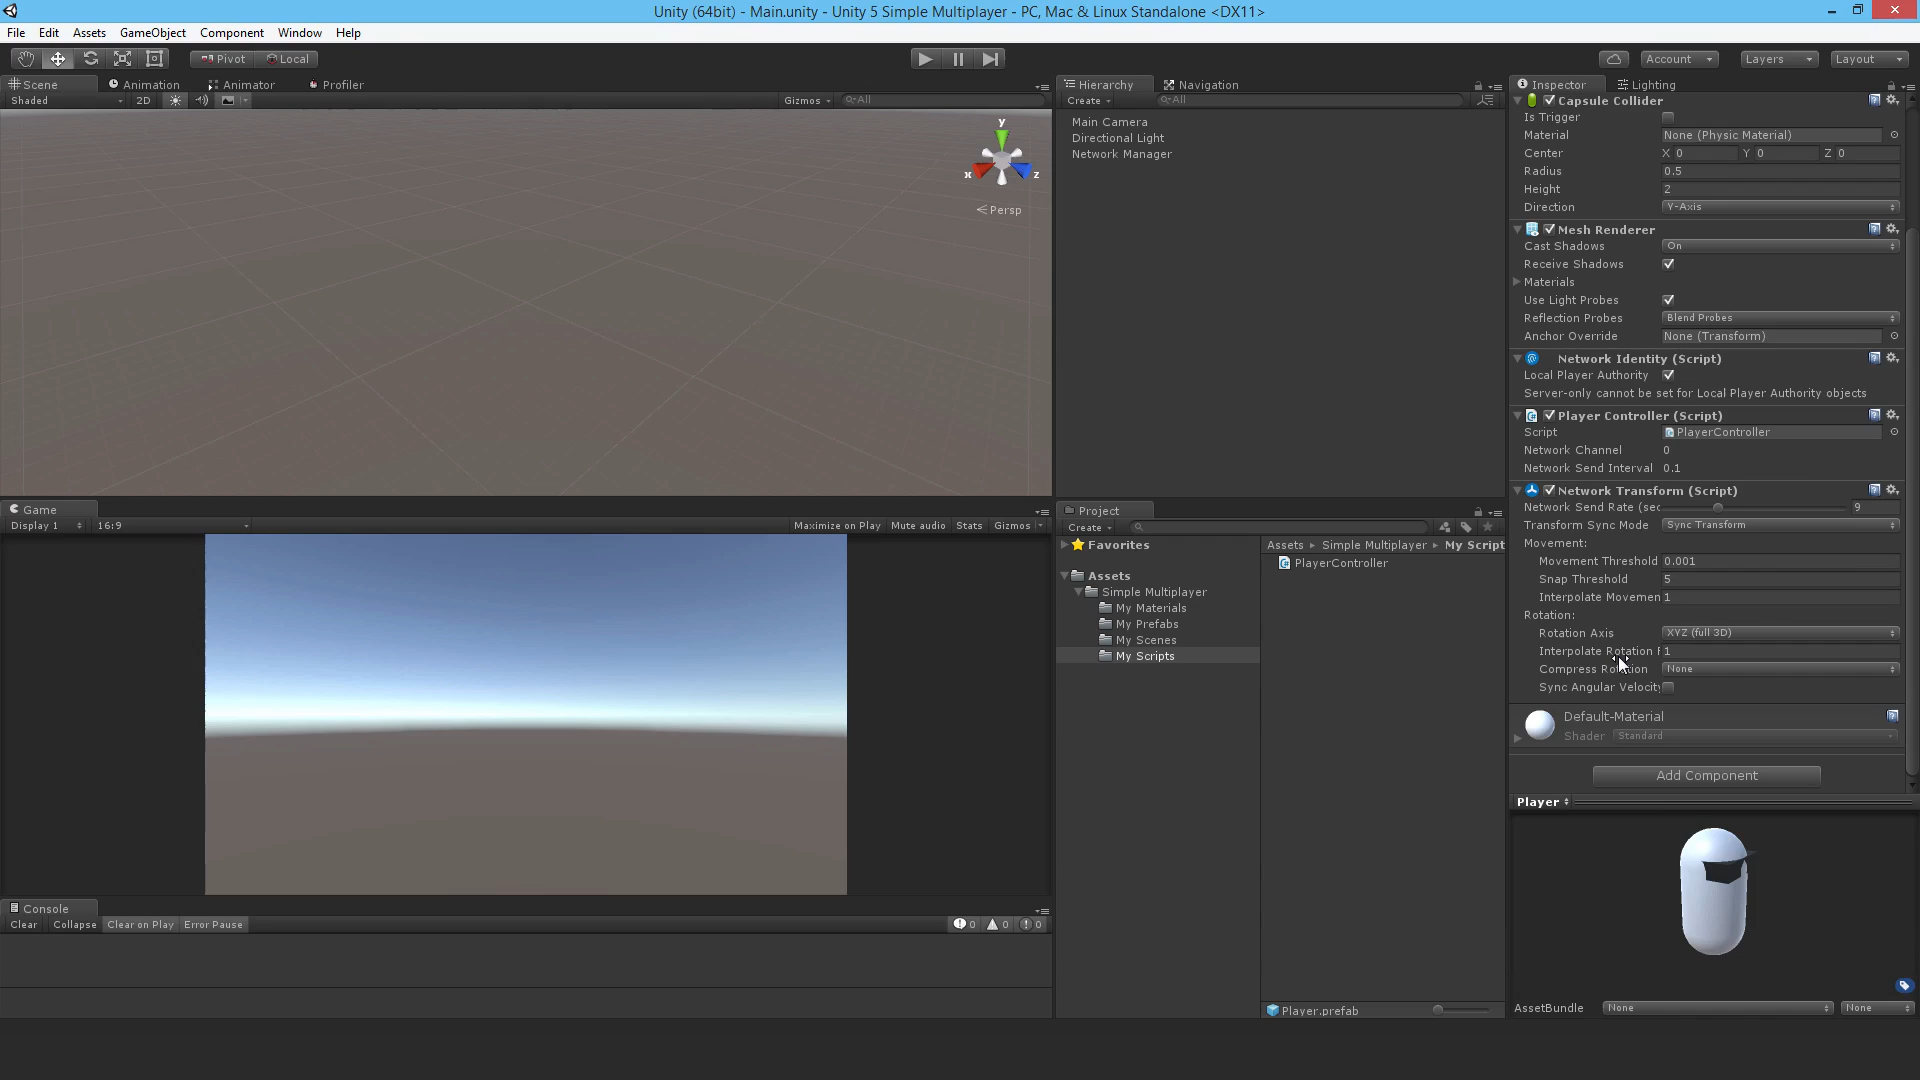 Unity (64bit) - Main.unity - Unity 5 Simple Multiplayer - PC, Mac & Linux Standalone <DX11>
File Edit Assets GameObject Component Window Help
Pivot Local Account Layers Layout
Scene Animation Animator Profiler
Shaded 2D Gizmos All
y
x z
Persp
Game
Display 1 16:9 Maximize on Play Mute audio Stats Gizmos
Console
Clear Collapse Clear on Play Error Pause 0 0 0
Hierarchy Navigation
Create All
Main Camera
Directional Light
Network Manager
Project
Create
Favorites
Assets
Simple Multiplayer
My Materials
My Prefabs
My Scenes
My Scripts
Assets Simple Multiplayer My Script
PlayerController
Player.prefab
Inspector Lighting
Capsule Collider
Is Trigger
Material None (Physic Material)
Center X 0 Y 0 Z 0
Radius 0.5
Height 2
Direction Y-Axis
Mesh Renderer
Cast Shadows On
Receive Shadows
Materials
Use Light Probes
Reflection Probes Blend Probes
Anchor Override None (Transform)
Network Identity (Script)
Local Player Authority
Server-only cannot be set for Local Player Authority objects
Player Controller (Script)
Script PlayerController
Network Channel 0
Network Send Interval 0.1
Network Transform (Script)
Network Send Rate (sec 9
Transform Sync Mode Sync Transform
Movement:
Movement Threshold 0.001
Snap Threshold 5
Interpolate Movemen 1
Rotation:
Rotation Axis XYZ (full 3D)
Interpolate Rotation F 1
Compress Rotation None
Sync Angular Velocity
Default-Material
Shader Standard
Add Component
Player
AssetBundle None None